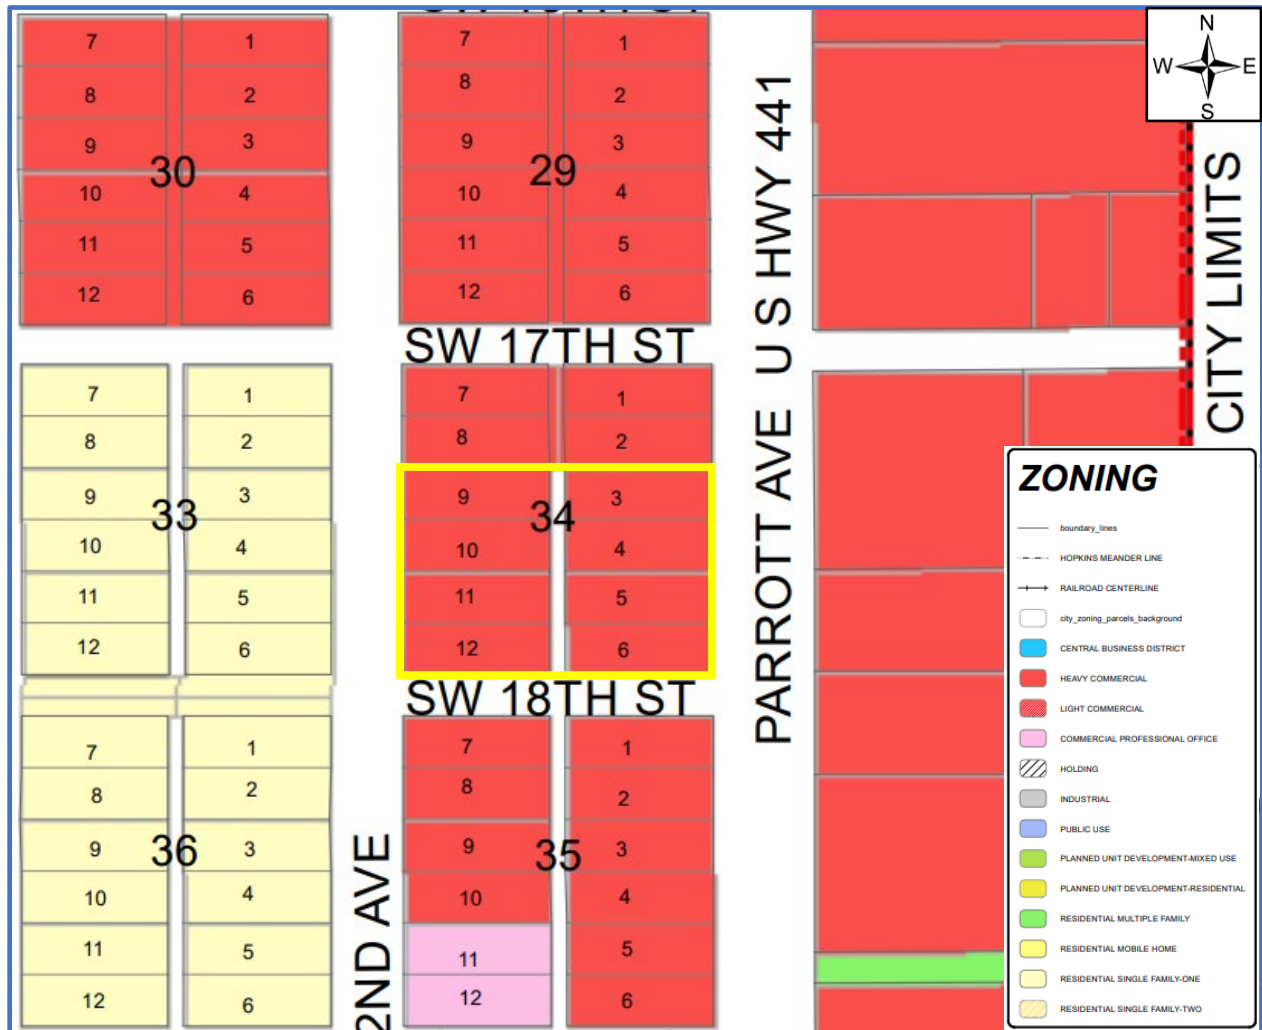 N
W E
S
7 1
8 2
9 3
30
10 4
11 5
12 6
7 1
8 2
9 3
29
10 4
11 5
12 6
SW 17TH ST
7 1
8 2
9 3
33
10 4
11 5
12 6
7 1
8 2
9 3
34
10 4
11 5
12 6
SW 18TH ST
7 1
8 2
9 3
36
10 4
11 5
12 6
2ND AVE
7 1
8 2
9 3
35
10 4
11 5
12 6
PARROTT AVE U S HWY 441
CITY LIMITS
ZONING
boundary_lines
HOPKINS MEANDER LINE
RAILROAD CENTERLINE
city_zoning_parcels_background
CENTRAL BUSINESS DISTRICT
HEAVY COMMERCIAL
LIGHT COMMERCIAL
COMMERCIAL PROFESSIONAL OFFICE
HOLDING
INDUSTRIAL
PUBLIC USE
PLANNED UNIT DEVELOPMENT-MIXED USE
PLANNED UNIT DEVELOPMENT-RESIDENTIAL
RESIDENTIAL MULTIPLE FAMILY
RESIDENTIAL MOBILE HOME
RESIDENTIAL SINGLE FAMILY-ONE
RESIDENTIAL SINGLE FAMILY-TWO